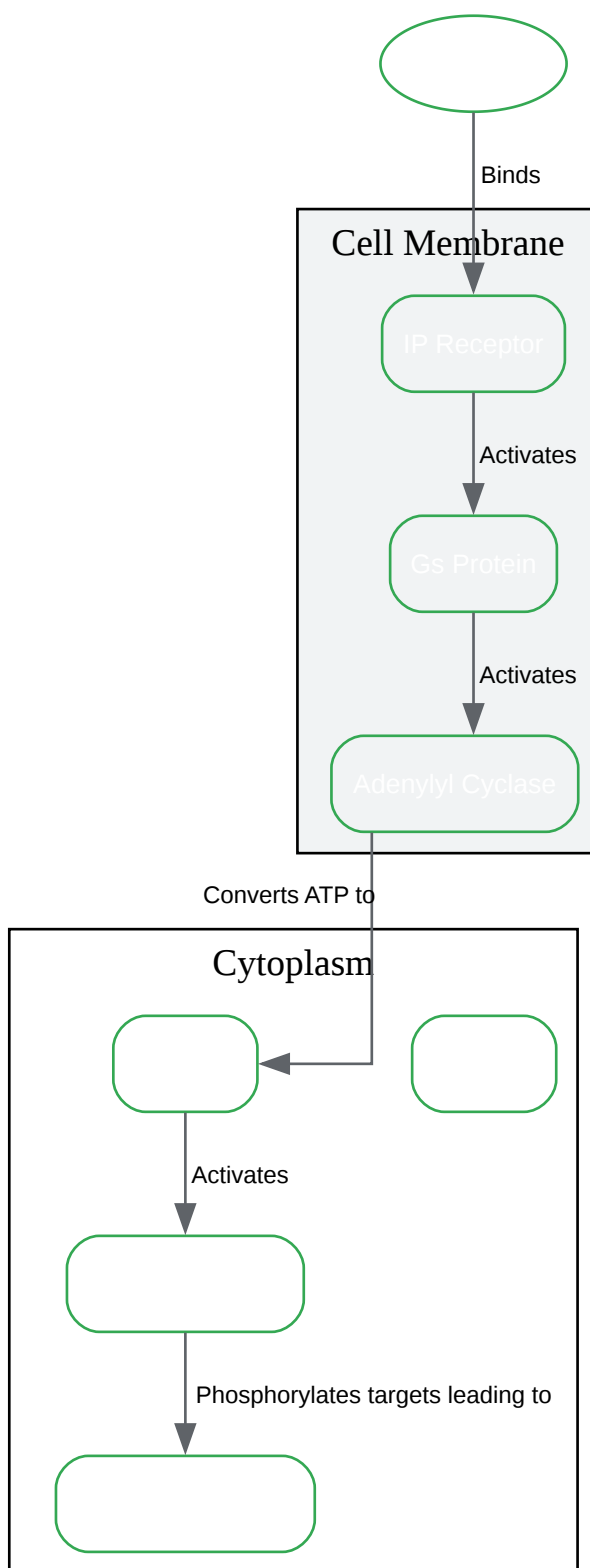 Binds
Cell Membrane
IP Receptor
Activates
Gs Protein
Activates
Adenylyl Cyclase
Converts ATP to
Cytoplasm
Activates
Phosphorylates targets leading to